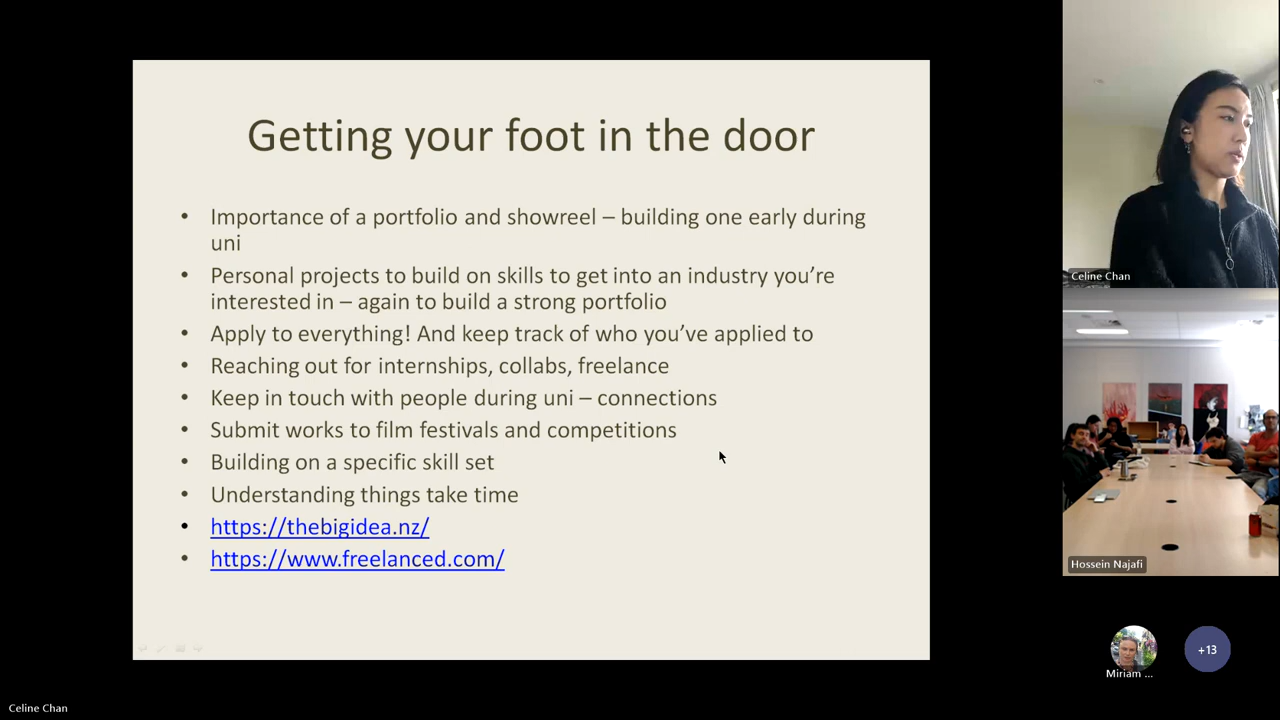 Getting your foot in the door
• Importance of a portfolio and showreel – building one early during
uni
• Personal projects to build on skills to get into an industry you’re
interested in – again to build a strong portfolio
• Apply to everything! And keep track of who you’ve applied to
• Reaching out for internships, collabs, freelance
• Keep in touch with people during uni – connections
• Submit works to film festivals and competitions
• Building on a specific skill set
• Understanding things take time
• https://thebigidea.nz/
• https://www.freelanced.com/
Celine Chan
Hossein Najafi
Miriam ...
+13
Celine Chan